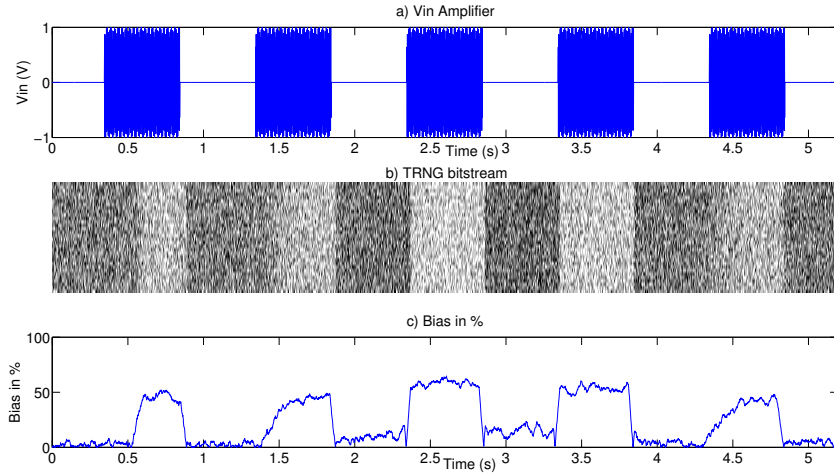 a) Vin Amplifier
1
0
−1
Vin (V)
0 0.5 1 1.5 2 2.5 3 3.5 4 4.5 5
Time (s)
b) TRNG bitstream
c) Bias in %
100
50
0
Bias in %
0 0.5 1 1.5 2 2.5 3 3.5 4 4.5 5
Time (s)